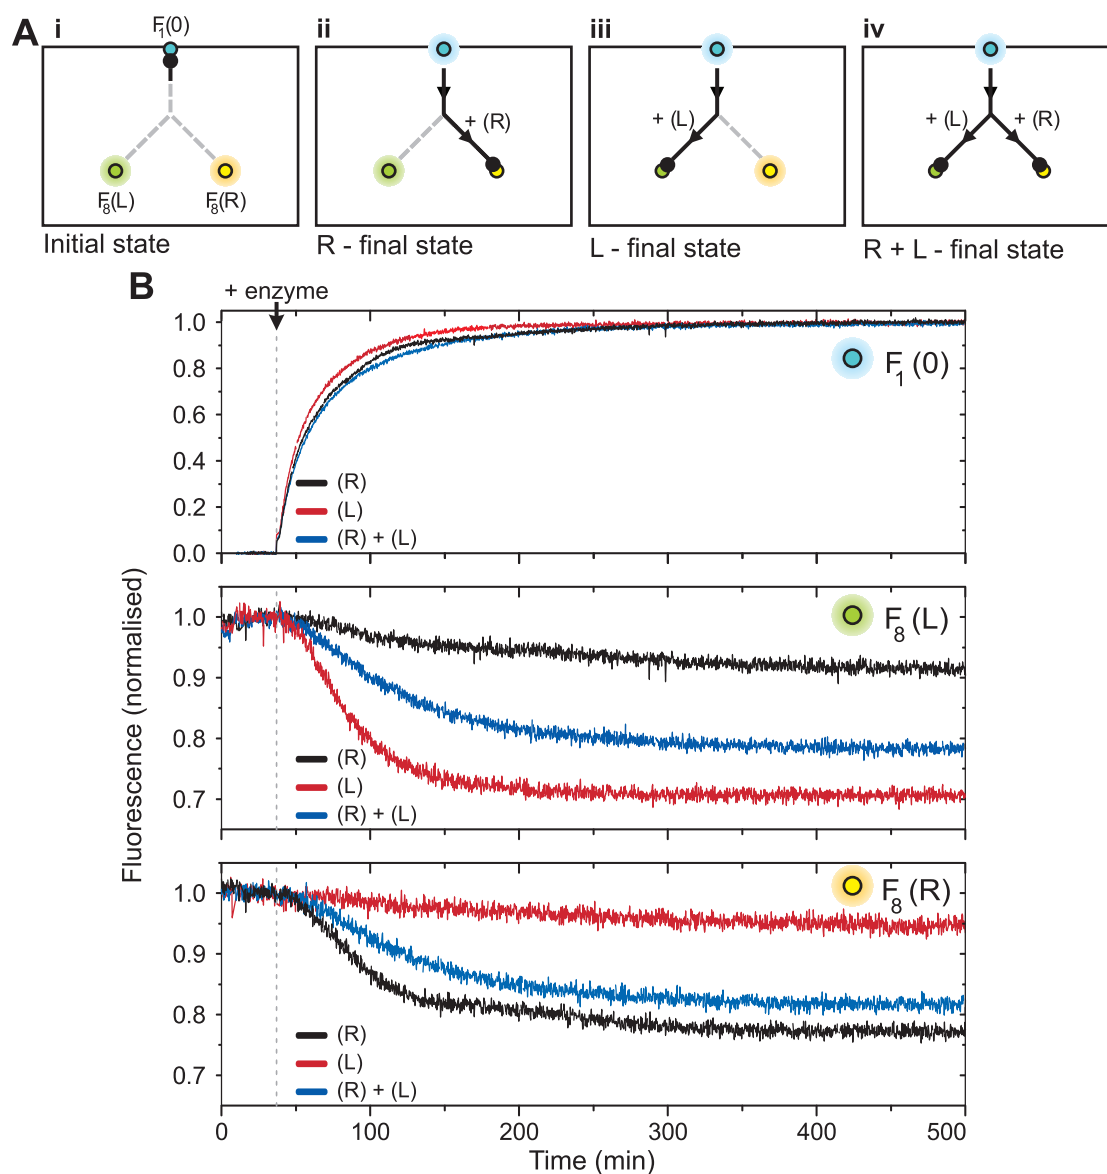 A
i
ii
iii
iv
F1(0)
F8(L)
F8(R)
+ (R)
+ (L)
+ (L)
+ (R)
Initial state
R - final state
L - final state
R + L - final state
B
+ enzyme
1.0
0.8
0.6
0.4
0.2
0.0
F1(0)
(R)
(L)
(R) + (L)
Fluorescence (normalised)
1.0
0.9
0.8
0.7
F8(L)
(R)
(L)
(R) + (L)
1.0
0.9
0.8
0.7
F8(R)
(R)
(L)
(R) + (L)
0
100
200
300
400
500
Time (min)